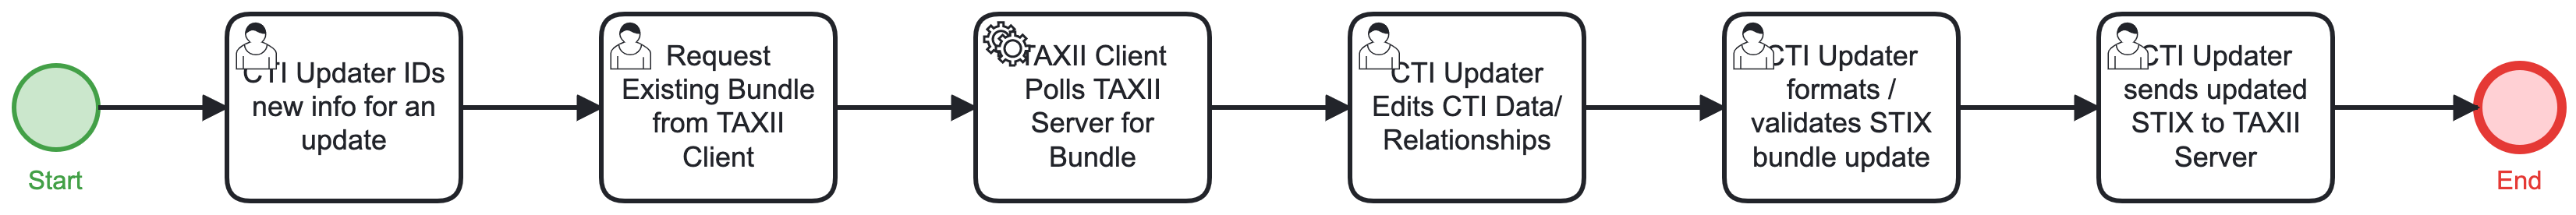 Start
CTI Updater IDs
new info for an
update
Request
Existing Bundle
from TAXII
Client
TAXII Client
Polls TAXII
Server for
Bundle
CTI Updater
Edits CTI Data/
Relationships
CTI Updater
formats /
validates STIX
bundle update
CTI Updater
sends updated
STIX to TAXII
Server
End